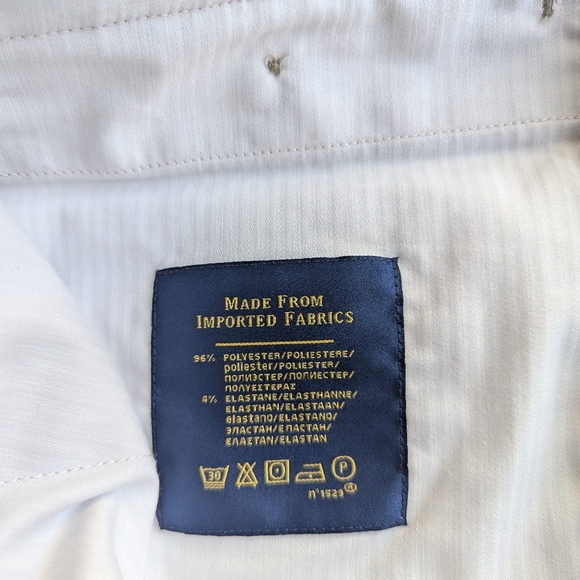 MADE FROM
IMPORTED FABRICS
96% POLYESTER/POLIESTERE/
poliester/POLIESTER/
ПОЛИЭСТЕР/ПОЛИЕСТЕР/
ΠΟΛΥΕΣΤΕΡΑΣ
4% ELASTANE/ELASTHANNE/
ELASTHAN/ELASTAAN/
elastano/ELASTANO/
ЭЛАСТАН/ЕЛАСТАН/
ΕΛΑΣΤΑΝ/ELASTAN
30 P
n°1523®